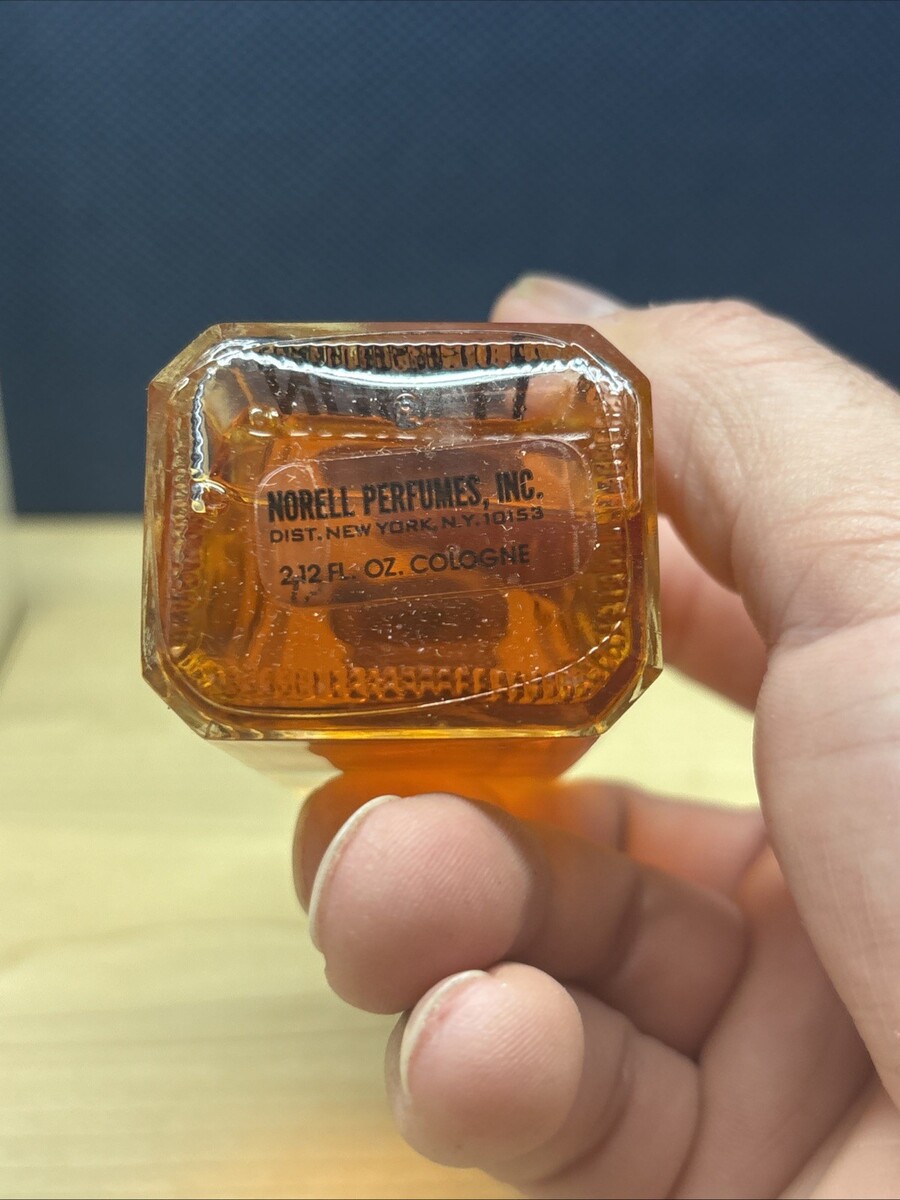 NORELL PERFUMES, INC.
DIST. NEW YORK, N.Y. 10153
2.12 FL. OZ. COLOGNE